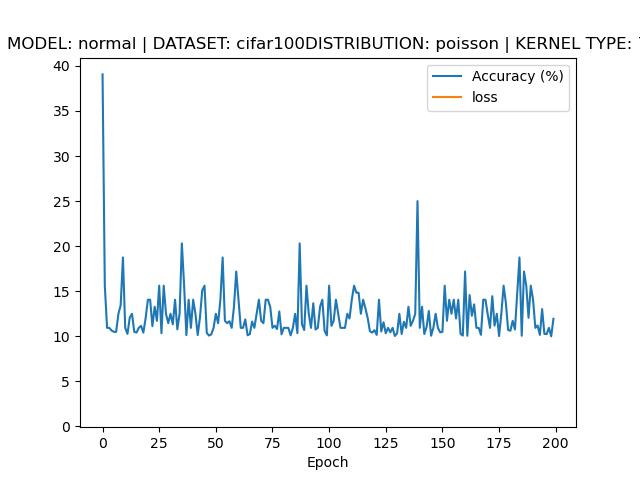 MODEL: normal | DATASET: cifar100DISTRIBUTION: poisson | KERNEL TYPE:
Accuracy (%)
loss
40
35
30
25
20
15
10
5
0
0 25 50 75 100 125 150 175 200
Epoch